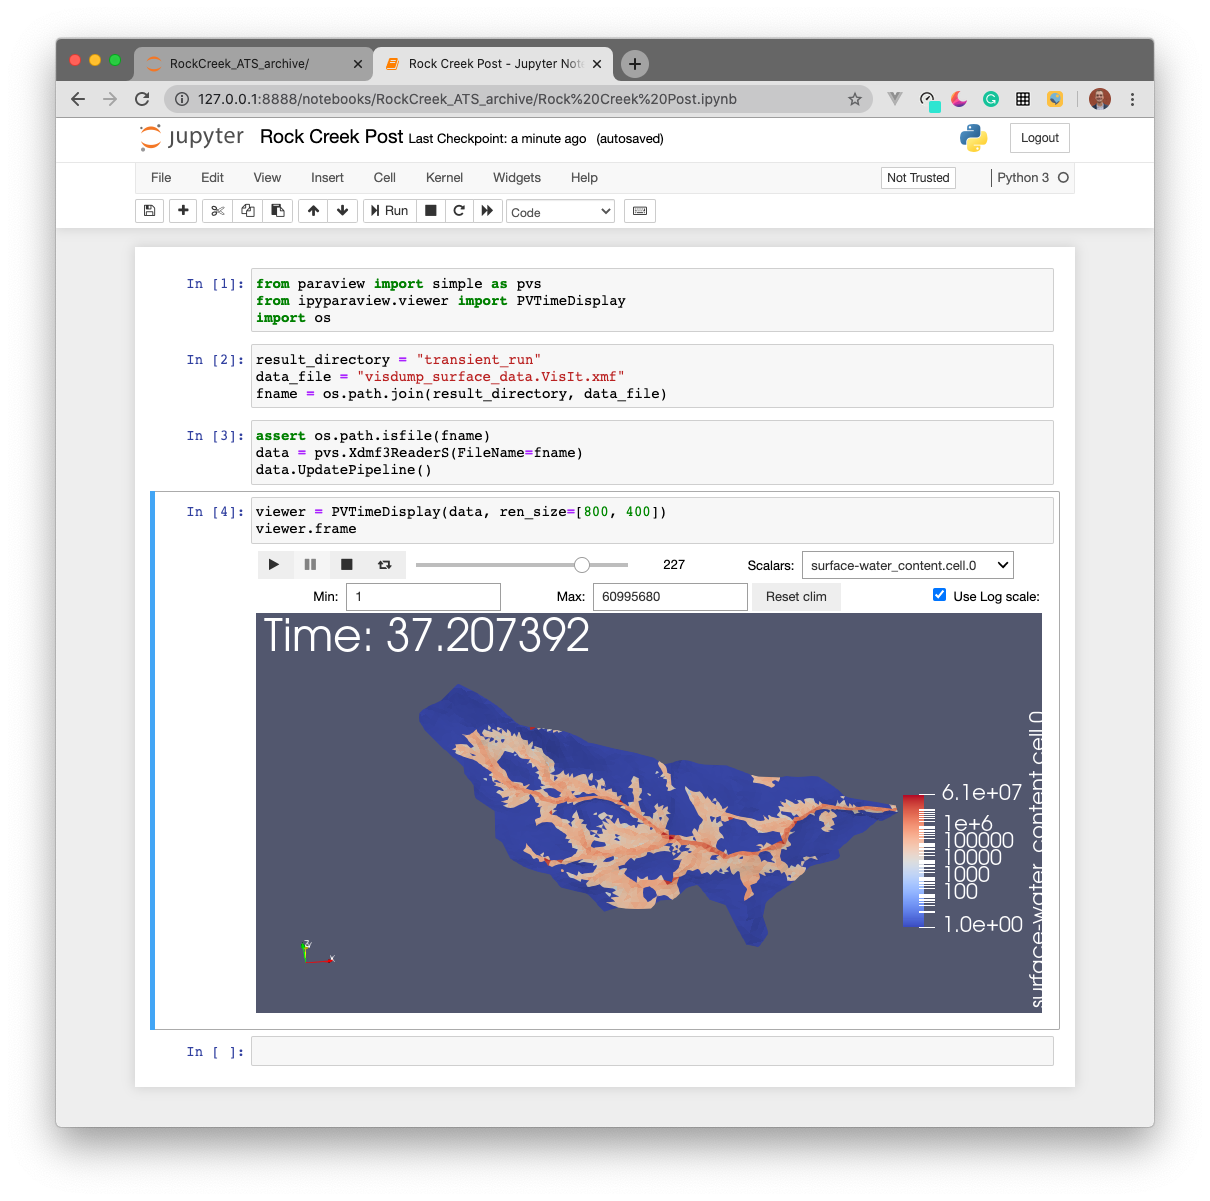 RockCreek_ATS_archive/
Rock Creek Post - Jupyter Not
127.0.0.1:8888/notebooks/RockCreek_ATS_archive/Rock%20Creek%20Post.ipynb
jupyter Rock Creek Post Last Checkpoint: a minute ago (autosaved)
Logout
File Edit View Insert Cell Kernel Widgets Help
Not Trusted
Python 3
Run
Code
In [1]:
from paraview import simple as pvs
from ipyparaview.viewer import PVTimeDisplay
import os
In [2]:
result_directory = "transient_run"
data_file = "visdump_surface_data.VisIt.xmf"
fname = os.path.join(result_directory, data_file)
In [3]:
assert os.path.isfile(fname)
data = pvs.Xdmf3ReaderS(FileName=fname)
data.UpdatePipeline()
In [4]:
viewer = PVTimeDisplay(data, ren_size=[800, 400])
viewer.frame
227
Scalars: surface-water_content.cell.0
Min: 1
Max: 60995680
Reset clim
Use Log scale:
Time: 37.207392
6.1e+07
1e+6
100000
10000
1000
100
1.0e+00
surface-water_content.cell.0
Z
X
In [ ]: